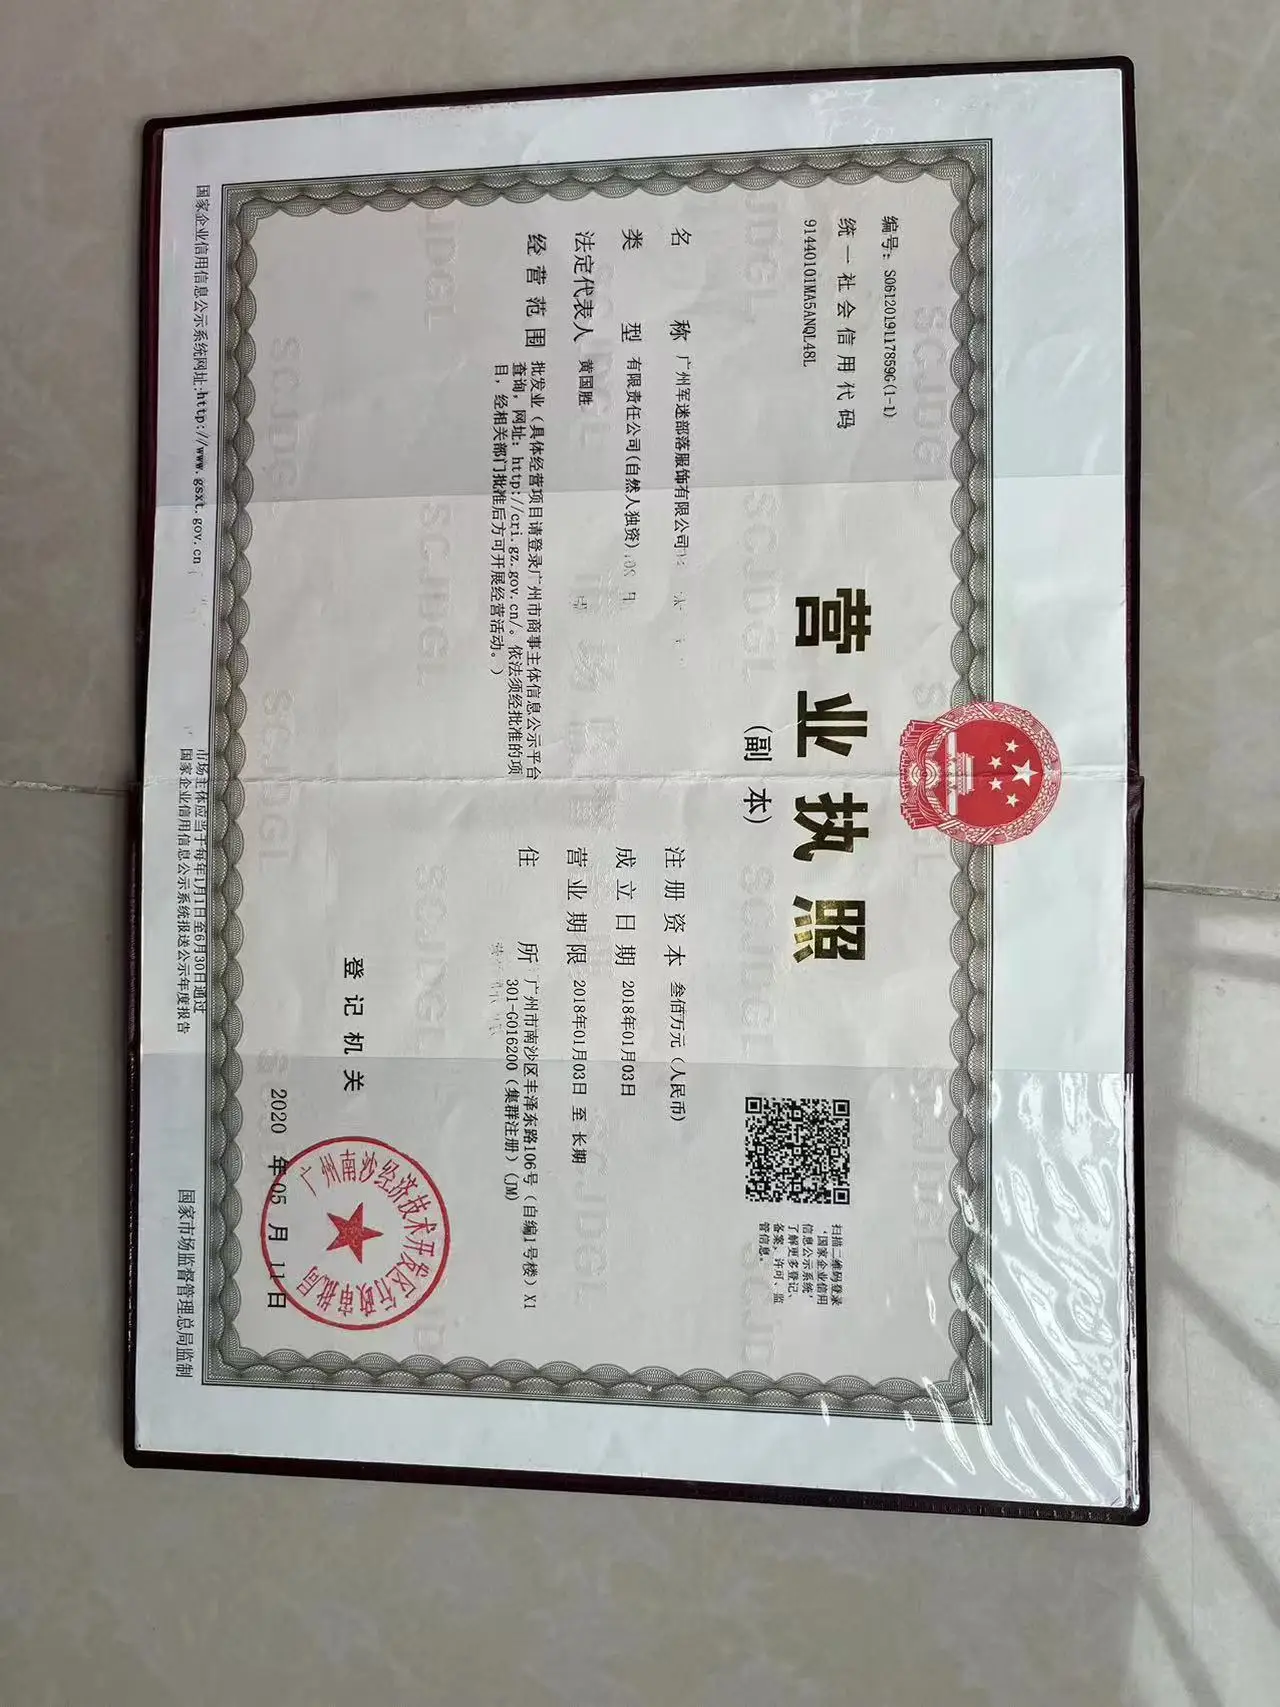 编号：S0612019117859G(1-1)
统一社会信用代码
91440101MA5ANQL48L
营业执照
(副本)
扫描二维码登录
'国家企业信用
信息公示系统'
了解更多登记、
备案、许可、监
管信息。
名称 广州军迷部落服饰有限公司
类型 有限责任公司(自然人独资)
法定代表人 黄国胜
经营范围 批发业（具体经营项目请登录广州市商事主体信息公示平台
查询，网址：http://cri.gz.gov.cn/。依法须经批准的项
目，经相关部门批准后方可开展经营活动。）
注册资本 叁佰万元（人民币）
成立日期 2018年01月03日
营业期限 2018年01月03日 至 长期
住所 广州市南沙区丰泽东路106号（自编1号楼）X1
301-G016200（集群注册）(JM)
登记机关
广州南沙经济技术开发区行政审批局
2020 年 05 月 11 日
国家企业信用信息公示系统网址:http://www.gsxt.gov.cn
市场主体应当于每年1月1日至6月30日通过
国家企业信用信息公示系统报送公示年度报告
国家市场监督管理总局监制
SCJDGL